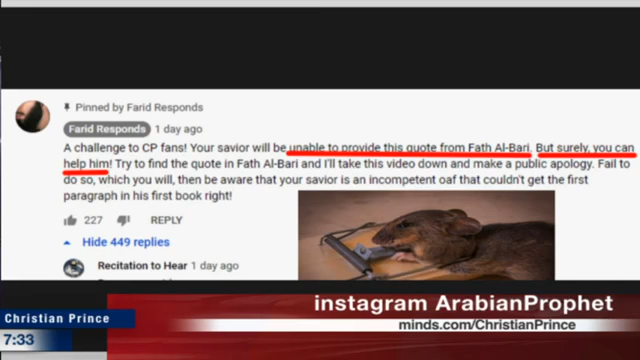 Pinned by Farid Responds
Farid Responds 1 day ago
A challenge to CP fans! Your savior will be unable to provide this quote from Fath Al-Bari. But surely, you can
help him! Try to find the quote in Fath Al-Bari and I'll take this video down and make a public apology. Fail to
do so, which you will, then be aware that your savior is an incompetent oaf that couldn't get the first
paragraph in his first book right!
227 REPLY
Hide 449 replies
Recitation to Hear 1 day ago
instagram ArabianProphet
Christian Prince
minds.com/ChristianPrince
7:33